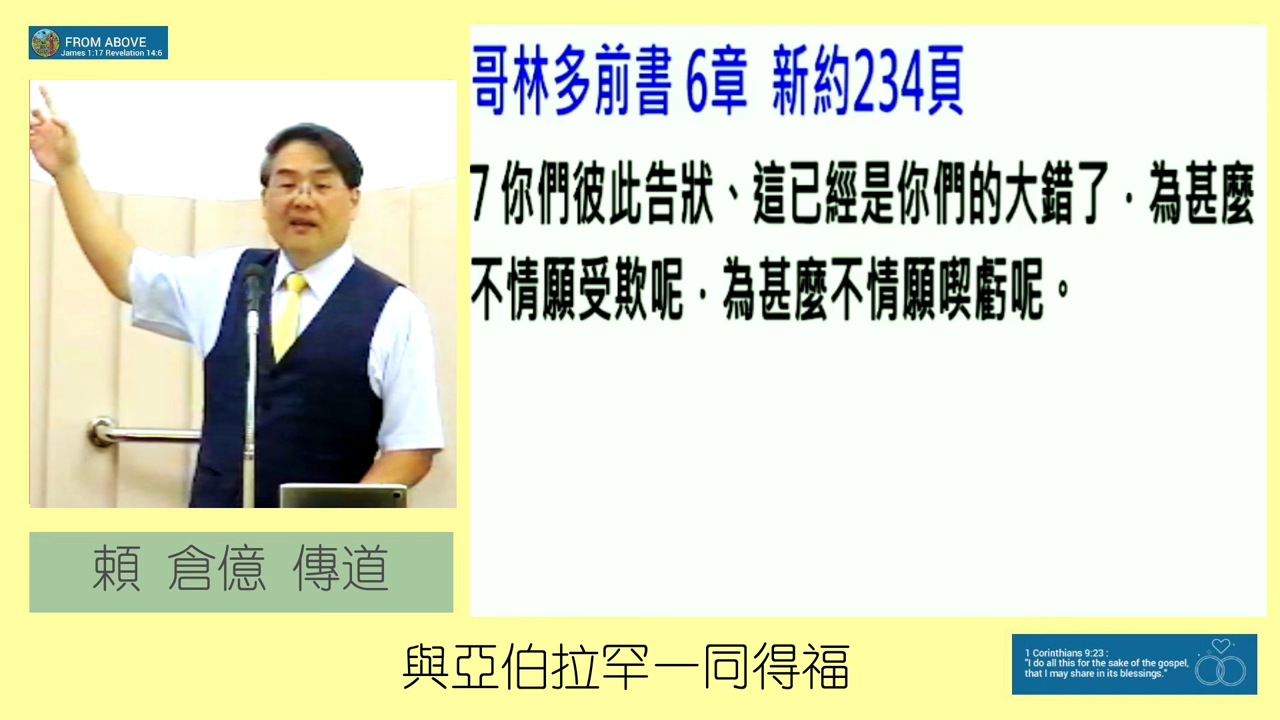 FROM ABOVE
James 1:17 Revelation 14:6
哥林多前書 6章 新約234頁
7 你們彼此告狀、這已經是你們的大錯了．為甚麼
不情願受欺呢．為甚麼不情願喫虧呢。
賴 倉億 傳道
與亞伯拉罕一同得福
1 Corinthians 9:23 :
"I do all this for the sake of the gospel,
that I may share in its blessings."